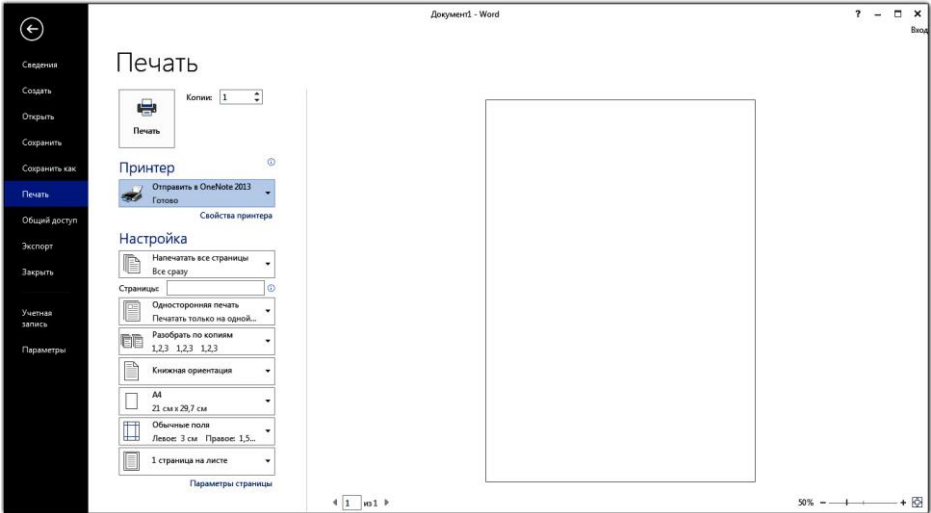 Документ1 - Word
?
Вход
Сведения
Создать
Открыть
Сохранить
Сохранить как
Печать
Общий доступ
Экспорт
Закрыть
Учетная
запись
Параметры
Печать
Печать
Копии: 1
Принтер
Отправить в OneNote 2013
Готово
Свойства принтера
Настройка
Напечатать все страницы
Все сразу
Страницы:
Односторонняя печать
Печатать только на одной...
Разобрать по копиям
1,2,3 1,2,3 1,2,3
Книжная ориентация
A4
21 см x 29,7 см
Обычные поля
Левое: 3 см Правое: 1,5...
1 страница на листе
Параметры страницы
1 из 1
50%